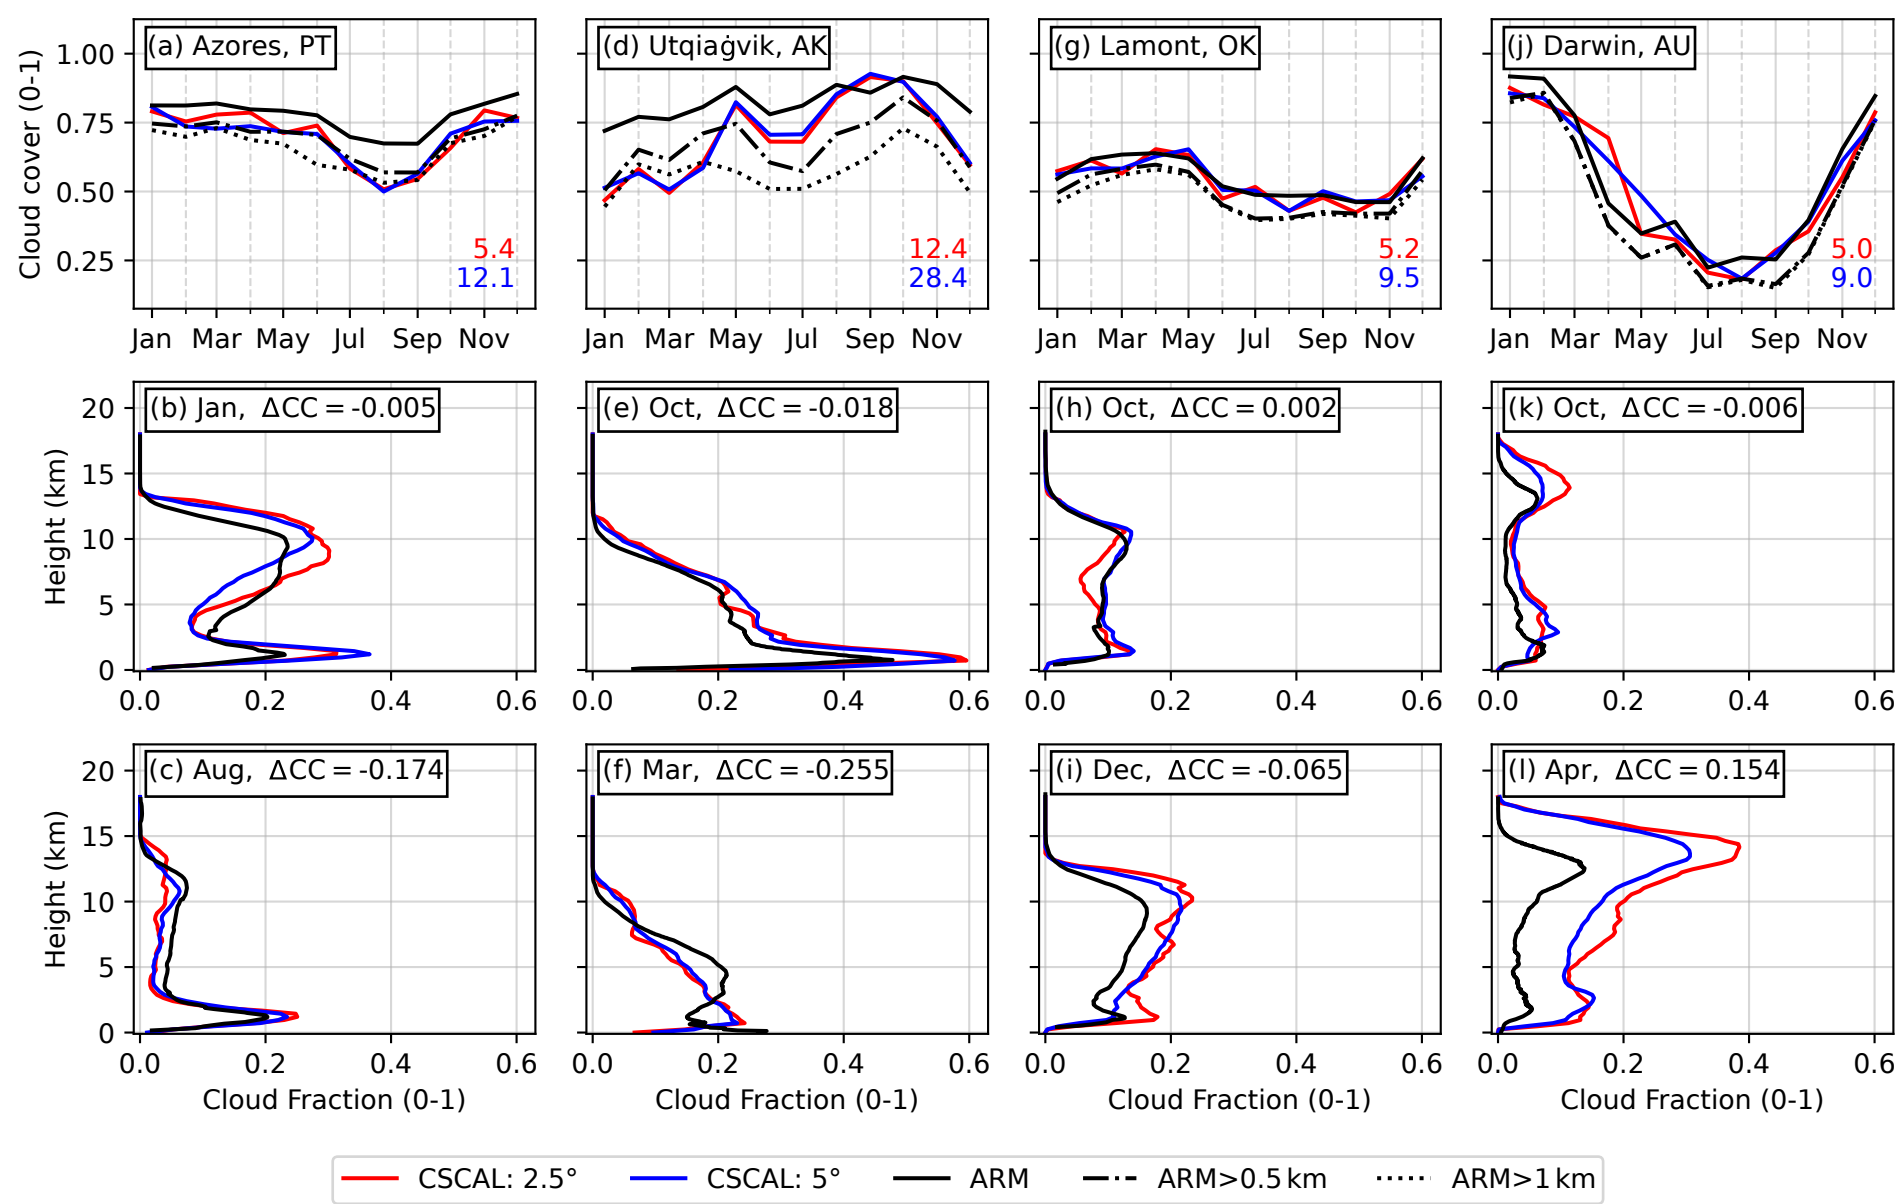 (a) Azores, PT
(d) Utqiaġvik, AK
(g) Lamont, OK
(j) Darwin, AU
Cloud cover (0-1)
1.00
0.75
0.50
0.25
5.4
12.1
12.4
28.4
5.2
9.5
5.0
9.0
Jan Mar May Jul Sep Nov
Jan Mar May Jul Sep Nov
Jan Mar May Jul Sep Nov
Jan Mar May Jul Sep Nov
(b) Jan, ΔCC = -0.005
(e) Oct, ΔCC = -0.018
(h) Oct, ΔCC = 0.002
(k) Oct, ΔCC = -0.006
Height (km)
20
15
10
5
0
0.0 0.2 0.4 0.6
0.0 0.2 0.4 0.6
0.0 0.2 0.4 0.6
0.0 0.2 0.4 0.6
(c) Aug, ΔCC = -0.174
(f) Mar, ΔCC = -0.255
(i) Dec, ΔCC = -0.065
(l) Apr, ΔCC = 0.154
Height (km)
20
15
10
5
0
0.0 0.2 0.4 0.6
0.0 0.2 0.4 0.6
0.0 0.2 0.4 0.6
0.0 0.2 0.4 0.6
Cloud Fraction (0-1)
Cloud Fraction (0-1)
Cloud Fraction (0-1)
Cloud Fraction (0-1)
CSCAL: 2.5° CSCAL: 5° ARM ARM>0.5 km ARM>1 km